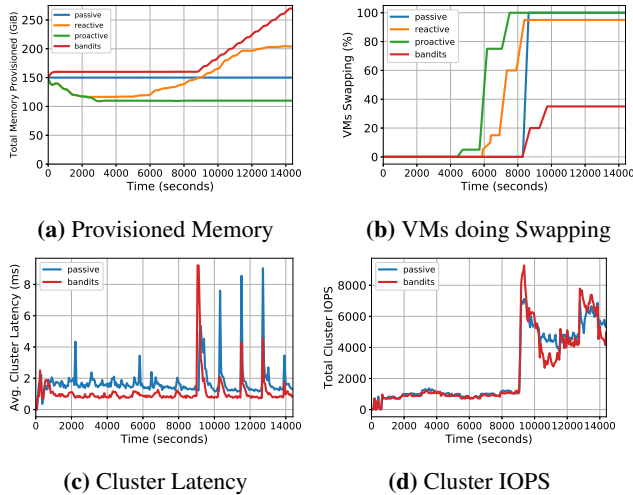 Total Memory Provisioned (GiB)
250
200
150
100
50
0
passive
reactive
proactive
bandits
0 2000 4000 6000 8000 10000 12000 14000
Time (seconds)
(a) Provisioned Memory
VMs Swapping (%)
100
80
60
40
20
0
passive
reactive
proactive
bandits
0 2000 4000 6000 8000 10000 12000 14000
Time (seconds)
(b) VMs doing Swapping
Avg. Cluster Latency (ms)
8
6
4
2
0
passive
bandits
0 2000 4000 6000 8000 10000 12000 14000
Time (seconds)
(c) Cluster Latency
Total Cluster IOPS
8000
6000
4000
2000
0
passive
bandits
0 2000 4000 6000 8000 10000 12000 14000
Time (seconds)
(d) Cluster IOPS